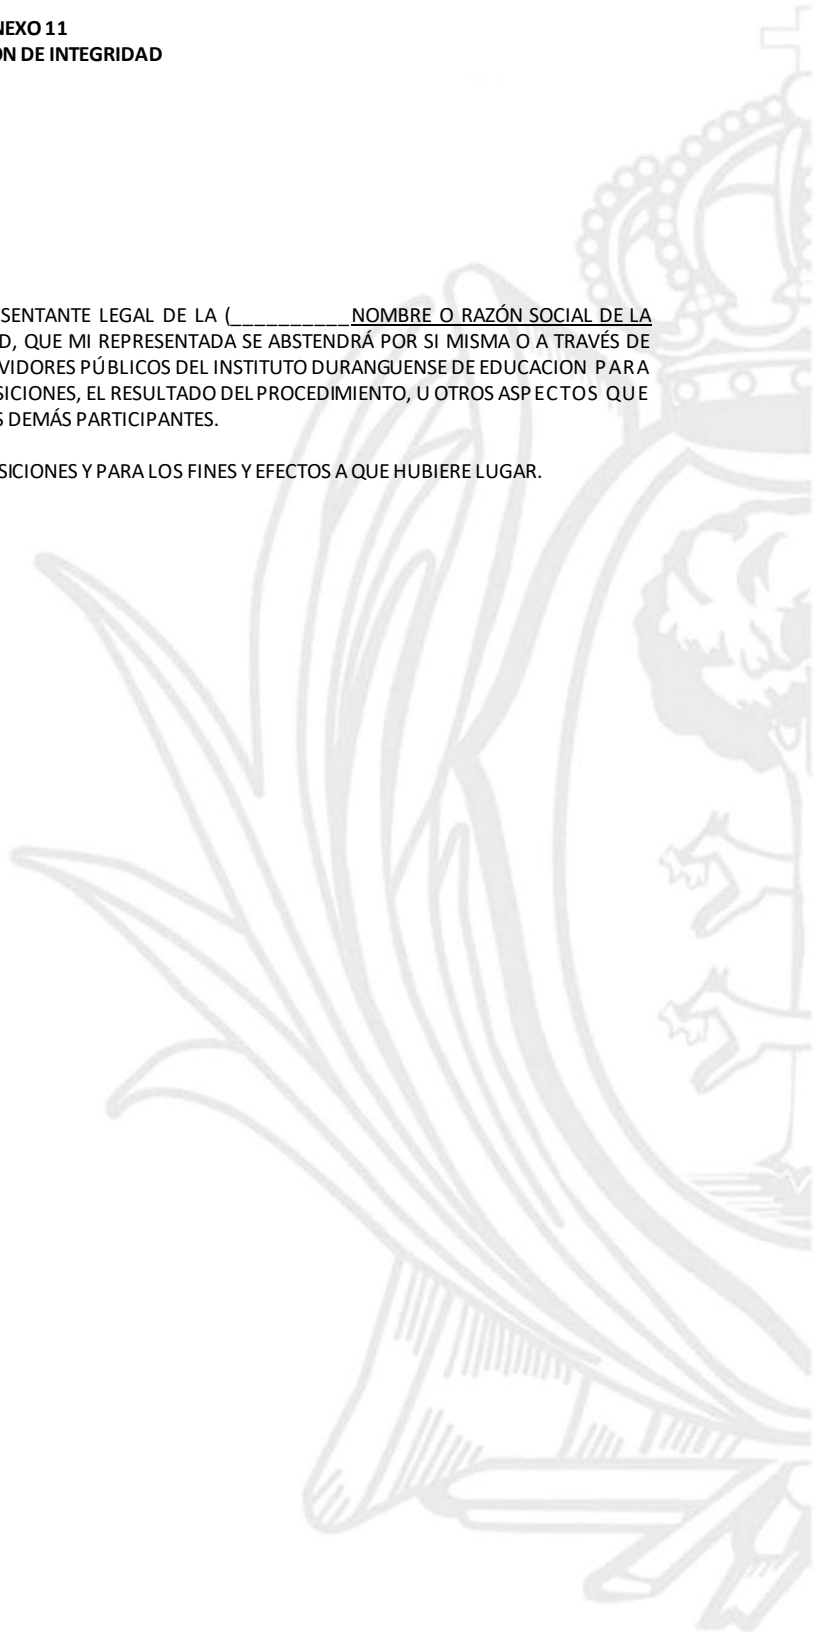 NEXO 11
ÓN DE INTEGRIDAD
SENTANTE LEGAL DE LA (__________NOMBRE O RAZÓN SOCIAL DE LA
D, QUE MI REPRESENTADA SE ABSTENDRÁ POR SI MISMA O A TRAVÉS DE
VIDORES PÚBLICOS DEL INSTITUTO DURANGUENSE DE EDUCACION PARA
SICIONES, EL RESULTADO DEL PROCEDIMIENTO, U OTROS ASPECTOS QUE
S DEMÁS PARTICIPANTES.
SICIONES Y PARA LOS FINES Y EFECTOS A QUE HUBIERE LUGAR.